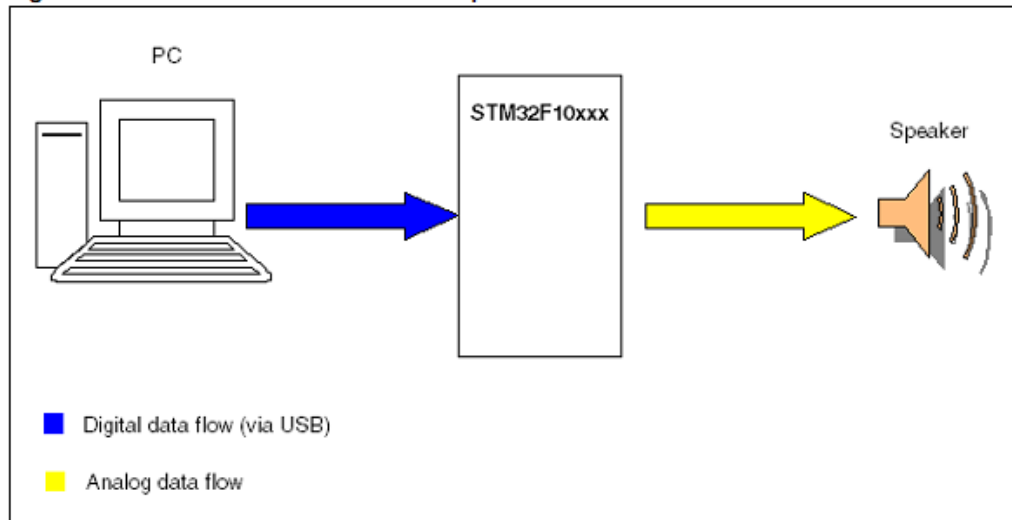 PC
STM32F10xxx
Speaker
Digital data flow (via USB)
Analog data flow